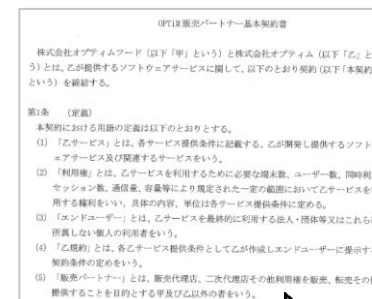 OPTiM 販売パートナー基本契約書
株式会社オプティムフード（以下「甲」という）と株式会社オプティム（以下「乙」と
う）とは、乙が提供するソフトウェアサービスに関して、以下のとおり契約（以下「本契約
という）を締結する。
第1条 （定義）
本契約における用語の定義は以下のとおりとする。
(1) 「乙サービス」とは、各サービス提供条件に記載する、乙が開発し提供するソフト
ェアサービス及び関連するサービスをいう。
(2) 「利用権」とは、乙サービスを利用するために必要な端末数、ユーザー数、同時利
セッション数、通信量、容量等により規定された一定の範囲において乙サービスを
用する権利をいい、具体の内容、単位は各サービス提供条件に定める。
(3) 「エンドユーザー」とは、乙サービスを最終的に利用する法人・団体等又はこれら
所属しない個人の利用者をいう。
(4) 「乙規約」とは、各乙サービス提供条件として乙が作成しエンドユーザーに提示す
契約条件の定めをいう。
(5) 「販売パートナー」とは、販売代理店、二次代理店その他利用権を販売、転売その
提供することを目的とする甲及び乙以外の者をいう。